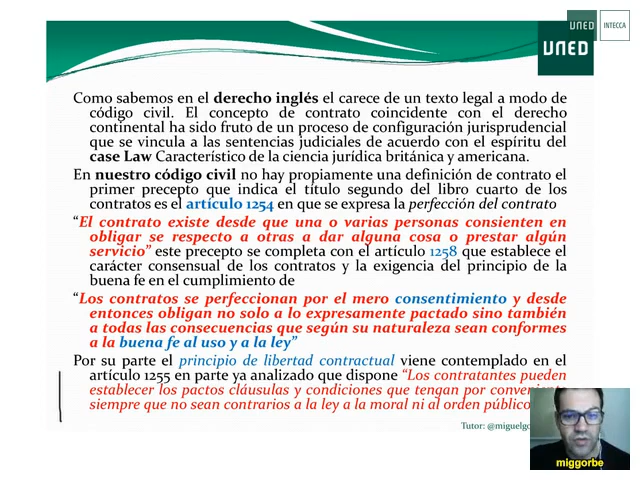 UNED
INTECCA
UNED
Como sabemos en el derecho inglés el carece de un texto legal a modo de
código civil. El concepto de contrato coincidente con el derecho
continental ha sido fruto de un proceso de configuración jurisprudencial
que se vincula a las sentencias judiciales de acuerdo con el espíritu del
case Law Característico de la ciencia jurídica británica y americana.
En nuestro código civil no hay propiamente una definición de contrato el
primer precepto que indica el título segundo del libro cuarto de los
contratos es el artículo 1254 en que se expresa la perfección del contrato
“El contrato existe desde que una o varias personas consienten en
obligar se respecto a otras a dar alguna cosa o prestar algún
servicio” este precepto se completa con el artículo 1258 que establece el
carácter consensual de los contratos y la exigencia del principio de la
buena fe en el cumplimiento de
“Los contratos se perfeccionan por el mero consentimiento y desde
entonces obligan no solo a lo expresamente pactado sino también
a todas las consecuencias que según su naturaleza sean conformes
a la buena fe al uso y a la ley”
Por su parte el principio de libertad contractual viene contemplado en el
artículo 1255 en parte ya analizado que dispone “Los contratantes pueden
establecer los pactos cláusulas y condiciones que tengan por conveniente
siempre que no sean contrarios a la ley a la moral ni al orden público
Tutor: @miguelgo
miggorbe